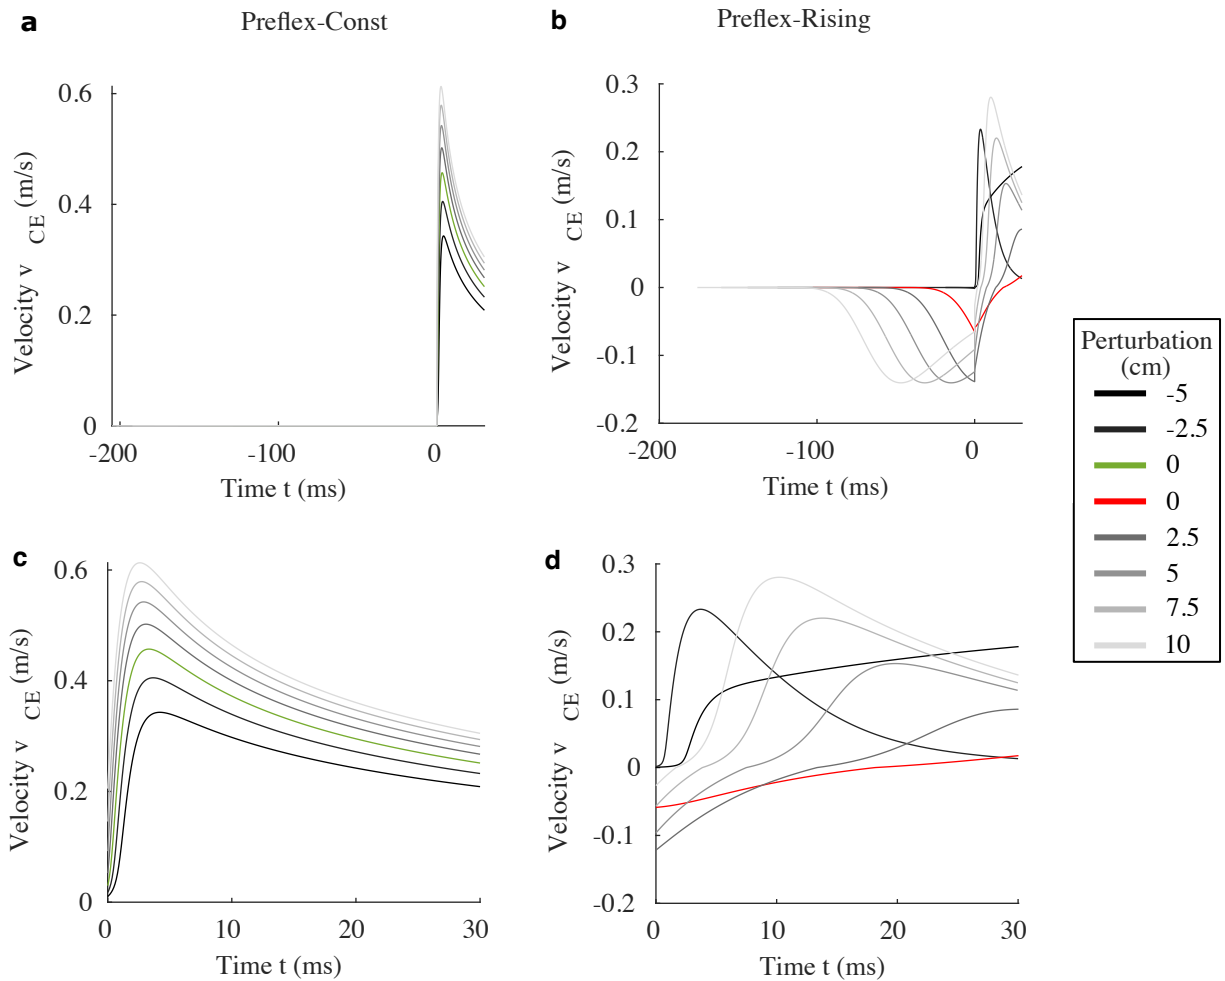 a
Preflex-Const
b
Preflex-Rising
0.6
0.4
0.2
0
-200
-100
0
Velocity v CE (m/s)
Time t (ms)
0.3
0.2
0.1
0
-0.1
-0.2
-200
-100
0
Velocity v CE (m/s)
Time t (ms)
Perturbation
(cm)
-5
-2.5
0
0
2.5
5
7.5
10
c
0.6
0.4
0.2
0
0
10
20
30
Velocity v CE (m/s)
Time t (ms)
d
0.3
0.2
0.1
0
-0.1
-0.2
0
10
20
30
Velocity v CE (m/s)
Time t (ms)